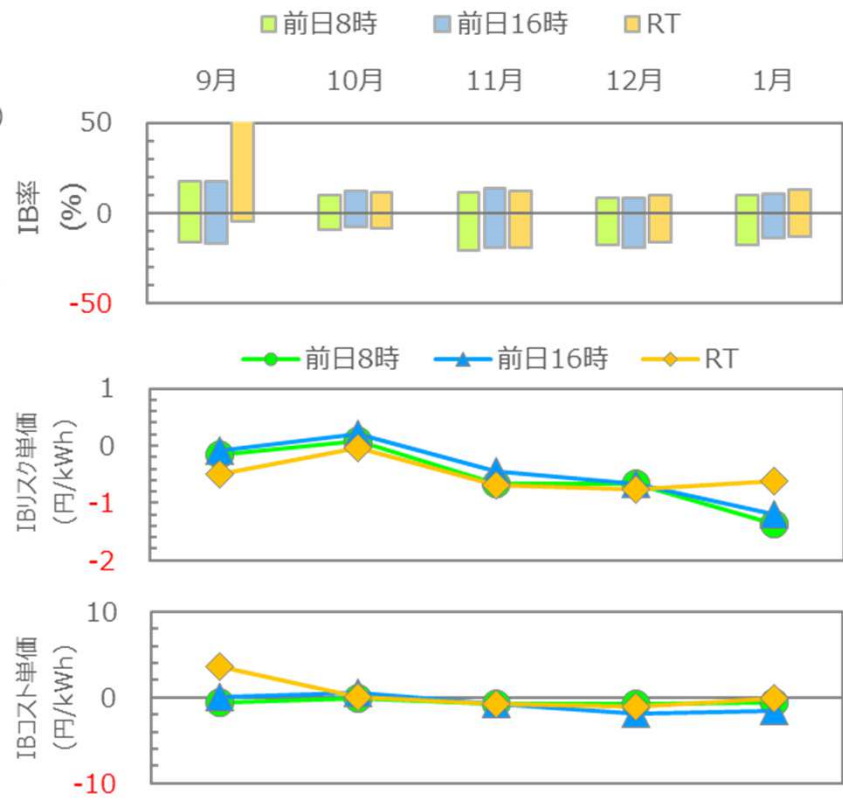 前日8時 前日16時 RT
9月 10月 11月 12月 1月
)
IB率
(%)
50
0
-50
前日8時 前日16時 RT
IBリスク単価
(円/kWh)
1
0
-1
-2
IBコスト単価
(円/kWh)
10
0
-10